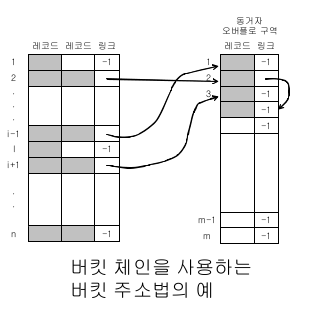 동거자
오버플로 구역
레코드 레코드 링크
레코드 링크
1 -1
2
.
.
.
i-1
I -1
i+1
.
.
n -1
1 -1
2
3 -1
-1
-1
m-1 -1
m -1
버킷 체인을 사용하는
버킷 주소법의 예